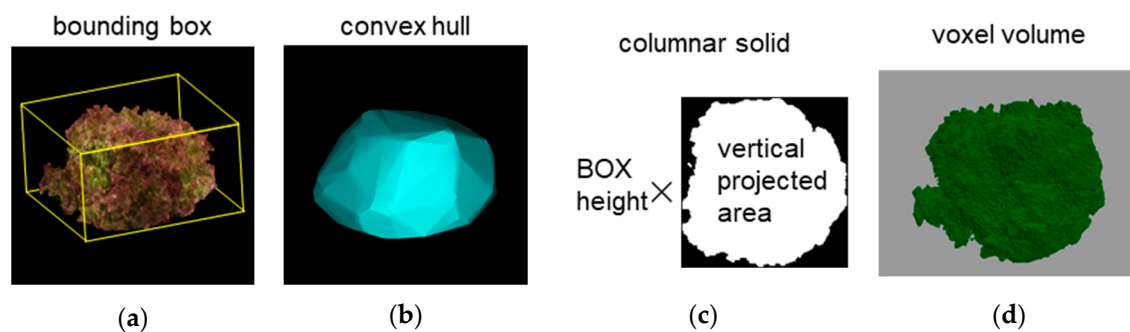 bounding box
convex hull
columnar solid
voxel volume
BOX
height×
vertical
projected
area
(a)
(b)
(c)
(d)